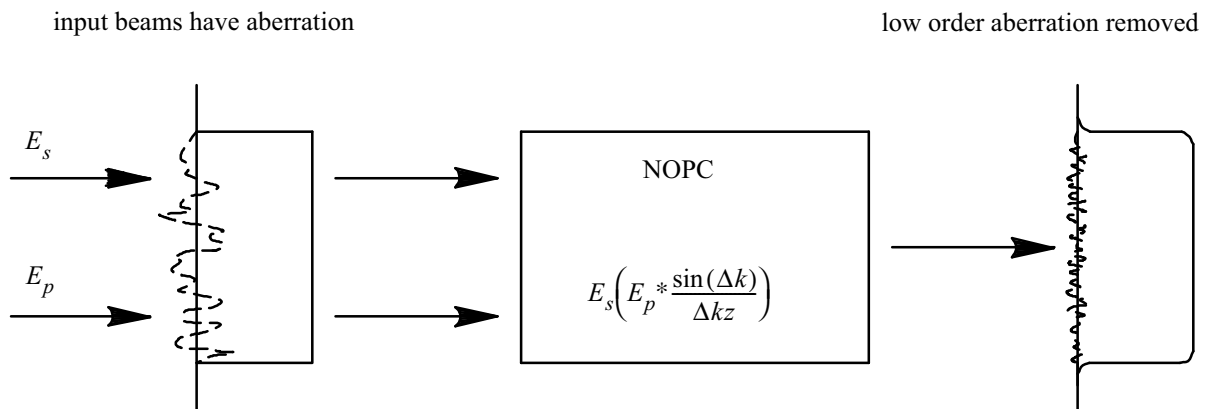 input beams have aberration
low order aberration removed
E_s
NOPC
E_p
E_s(E_p* sin(Δk)/Δkz)